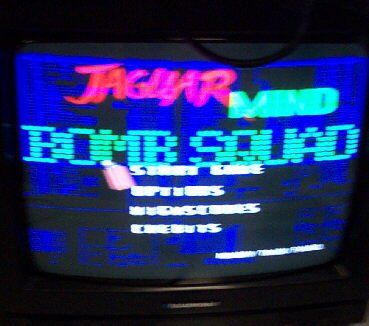 JAGUAR
MIND
BOMB SQUAD
START GAME
OPTIONS
HIGHSCORES
CREDITS